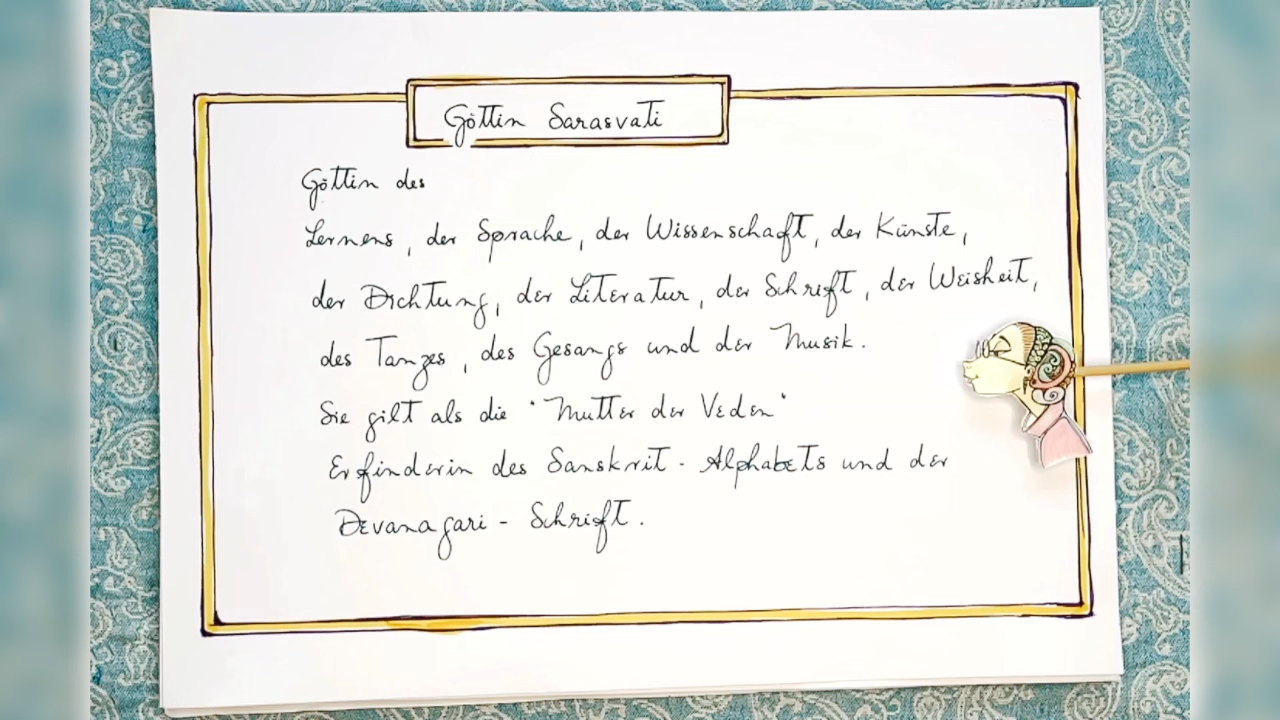 Göttin Sarasvati
Göttin des
Lernens, der Sprache, der Wissenschaft, der Künste,
der Dichtung, der Literatur, der Schrift, der Weisheit,
des Tanzes, des Gesangs und der Musik.
Sie gilt als die "Mutter der Veden"
Erfinderin des Sanskrit - Alphabets und der
Devanagari - Schrift.